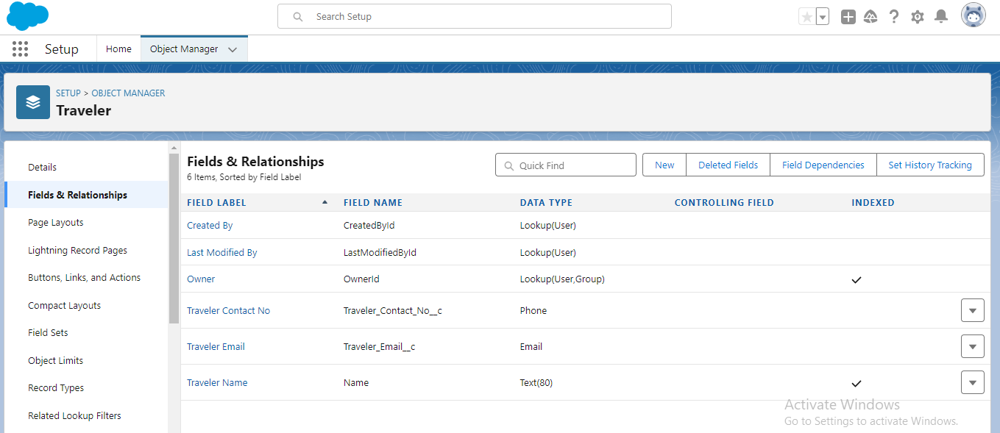 Search Setup
Setup
Home
Object Manager
SETUP > OBJECT MANAGER
Traveler
Details
Fields & Relationships
Page Layouts
Lightning Record Pages
Buttons, Links, and Actions
Compact Layouts
Field Sets
Object Limits
Record Types
Related Lookup Filters
Fields & Relationships
6 Items, Sorted by Field Label
Quick Find
New
Deleted Fields
Field Dependencies
Set History Tracking
FIELD LABEL FIELD NAME DATA TYPE CONTROLLING FIELD INDEXED
Created By CreatedById Lookup(User)
Last Modified By LastModifiedById Lookup(User)
Owner OwnerId Lookup(User,Group)
Traveler Contact No Traveler_Contact_No__c Phone
Traveler Email Traveler_Email__c Email
Traveler Name Name Text(80)
Activate Windows
Go to Settings to activate Windows.